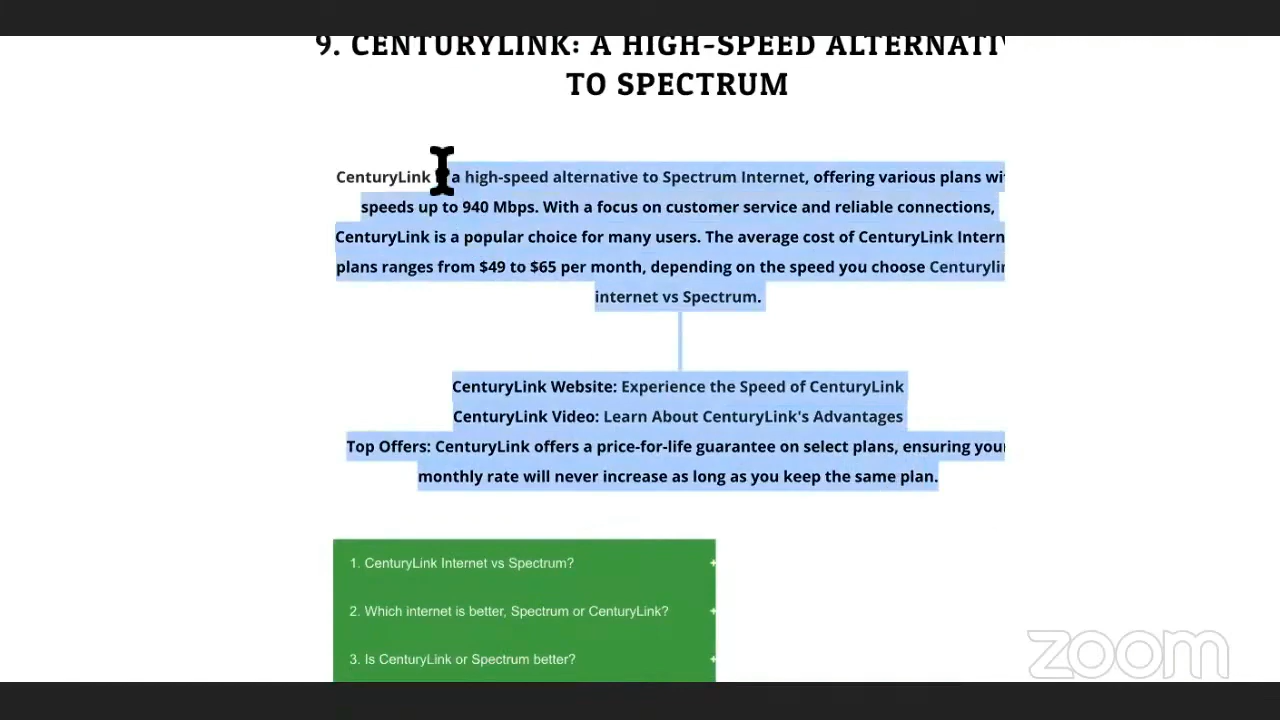 9. CENTURYLINK: A HIGH-SPEED ALTERNATIV
TO SPECTRUM
CenturyLink a high-speed alternative to Spectrum Internet, offering various plans wit
speeds up to 940 Mbps. With a focus on customer service and reliable connections,
CenturyLink is a popular choice for many users. The average cost of CenturyLink Intern
plans ranges from $49 to $65 per month, depending on the speed you choose Centurylin
internet vs Spectrum.
CenturyLink Website: Experience the Speed of CenturyLink
CenturyLink Video: Learn About CenturyLink's Advantages
Top Offers: CenturyLink offers a price-for-life guarantee on select plans, ensuring your
monthly rate will never increase as long as you keep the same plan.
1. CenturyLink Internet vs Spectrum?
2. Which internet is better, Spectrum or CenturyLink?
3. Is CenturyLink or Spectrum better?
zoom